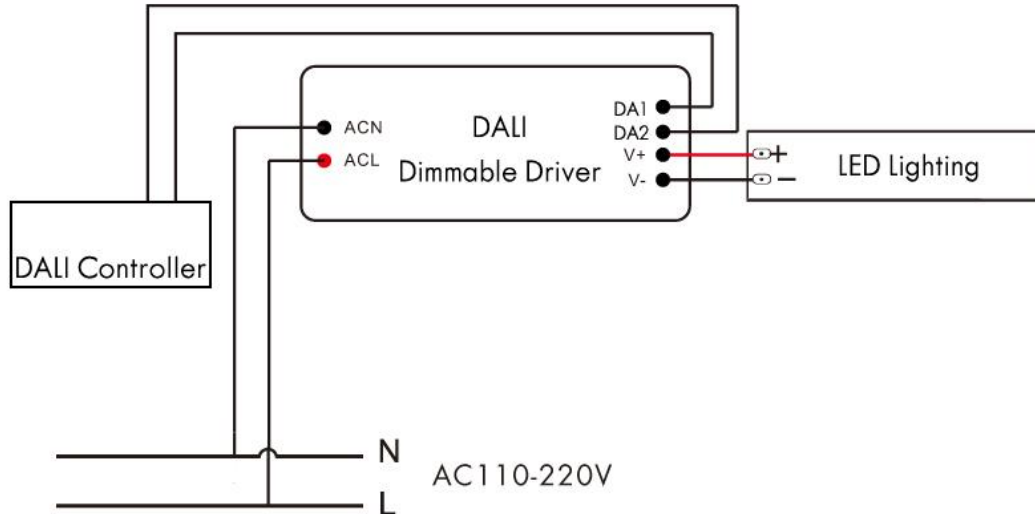 ACN
ACL
DALI
Dimmable Driver
DA1
DA2
V+
V-
+
−
LED Lighting
DALI Controller
N
AC110-220V
L